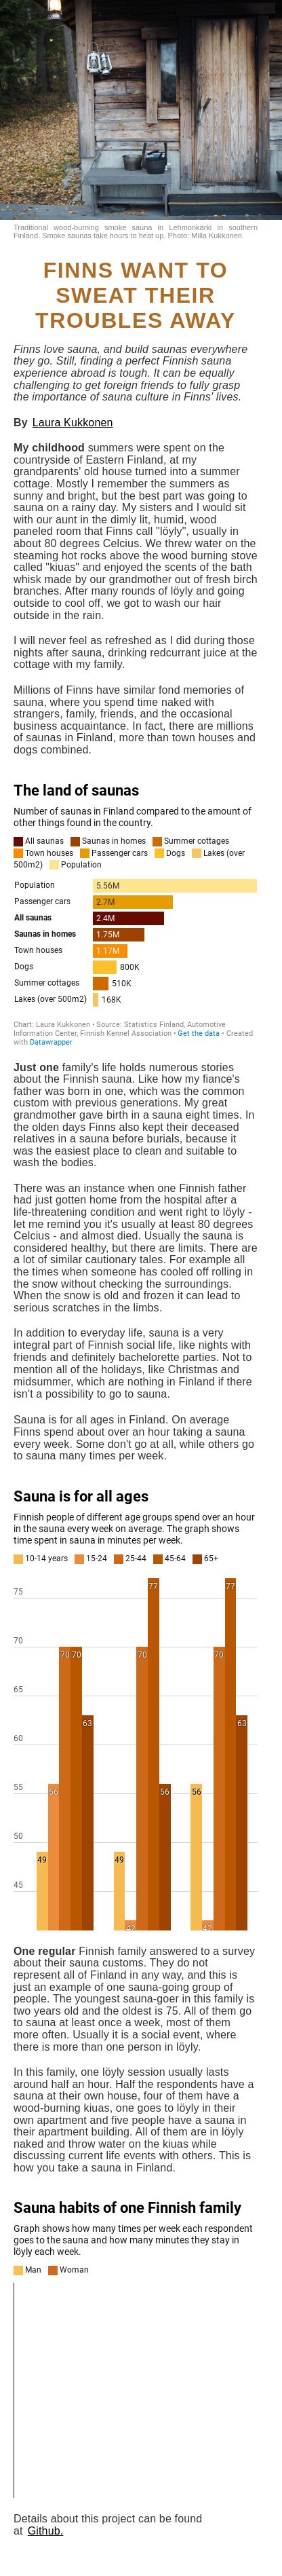 Traditional wood-burning smoke sauna in Lehmonkärki in southern
Finland. Smoke saunas take hours to heat up. Photo: Milla Kukkonen
FINNS WANT TO
SWEAT THEIR
TROUBLES AWAY
Finns love sauna, and build saunas everywhere
they go. Still, finding a perfect Finnish sauna
experience abroad is tough. It can be equally
challenging to get foreign friends to fully grasp
the importance of sauna culture in Finns' lives.
By Laura Kukkonen
My childhood summers were spent on the
countryside of Eastern Finland, at my
grandparents' old house turned into a summer
cottage. Mostly I remember the summers as
sunny and bright, but the best part was going to
sauna on a rainy day. My sisters and I would sit
with our aunt in the dimly lit, humid, wood
paneled room that Finns call "löyly", usually in
about 80 degrees Celcius. We threw water on the
steaming hot rocks above the wood burning stove
called "kiuas" and enjoyed the scents of the bath
whisk made by our grandmother out of fresh birch
branches. After many rounds of löyly and going
outside to cool off, we got to wash our hair
outside in the rain.
I will never feel as refreshed as I did during those
nights after sauna, drinking redcurrant juice at the
cottage with my family.
Millions of Finns have similar fond memories of
sauna, where you spend time naked with
strangers, family, friends, and the occasional
business acquaintance. In fact, there are millions
of saunas in Finland, more than town houses and
dogs combined.
The land of saunas
Number of saunas in Finland compared to the amount of
other things found in the country.
All saunas Saunas in homes Summer cottages
Town houses Passenger cars Dogs Lakes (over
500m2) Population
Population 5.56M
Passenger cars 2.7M
All saunas 2.4M
Saunas in homes 1.75M
Town houses 1.17M
Dogs 800K
Summer cottages 510K
Lakes (over 500m2) 168K
Chart: Laura Kukkonen • Source: Statistics Finland, Automotive
Information Center, Finnish Kennel Association • Get the data • Created
with Datawrapper
Just one family's life holds numerous stories
about the Finnish sauna. Like how my fiance's
father was born in one, which was the common
custom with previous generations. My great
grandmother gave birth in a sauna eight times. In
the olden days Finns also kept their deceased
relatives in a sauna before burials, because it
was the easiest place to clean and suitable to
wash the bodies.
There was an instance when one Finnish father
had just gotten home from the hospital after a
life-threatening condition and went right to löyly -
let me remind you it's usually at least 80 degrees
Celcius - and almost died. Usually the sauna is
considered healthy, but there are limits. There are
a lot of similar cautionary tales. For example all
the times when someone has cooled off rolling in
the snow without checking the surroundings.
When the snow is old and frozen it can lead to
serious scratches in the limbs.
In addition to everyday life, sauna is a very
integral part of Finnish social life, like nights with
friends and definitely bachelorette parties. Not to
mention all of the holidays, like Christmas and
midsummer, which are nothing in Finland if there
isn't a possibility to go to sauna.
Sauna is for all ages in Finland. On average
Finns spend about over an hour taking a sauna
every week. Some don't go at all, while others go
to sauna many times per week.
Sauna is for all ages
Finnish people of different age groups spend over an hour
in the sauna every week on average. The graph shows
time spent in sauna in minutes per week.
10-14 years 15-24 25-44 45-64 65+
77 77
75
70
70 70 70 70
65
63 63
60
55
56 56 56
50
49 49
45
42 42
One regular Finnish family answered to a survey
about their sauna customs. They do not
represent all of Finland in any way, and this is
just an example of one sauna-going group of
people. The youngest sauna-goer in this family is
two years old and the oldest is 75. All of them go
to sauna at least once a week, most of them
more often. Usually it is a social event, where
there is more than one person in löyly.
In this family, one löyly session usually lasts
around half an hour. Half the respondents have a
sauna at their own house, four of them have a
wood-burning kiuas, one goes to löyly in their
own apartment and five people have a sauna in
their apartment building. All of them are in löyly
naked and throw water on the kiuas while
discussing current life events with others. This is
how you take a sauna in Finland.
Sauna habits of one Finnish family
Graph shows how many times per week each respondent
goes to the sauna and how many minutes they stay in
löyly each week.
Man Woman
Details about this project can be found
at Github.